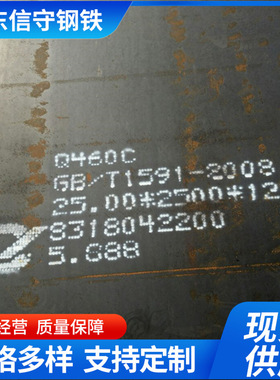 东信守钢铁
Q460C
GB/T1591-2008
25.00*2500*12
8318042200
5.688
经营 质量保障
格多样 支持定制
现
供